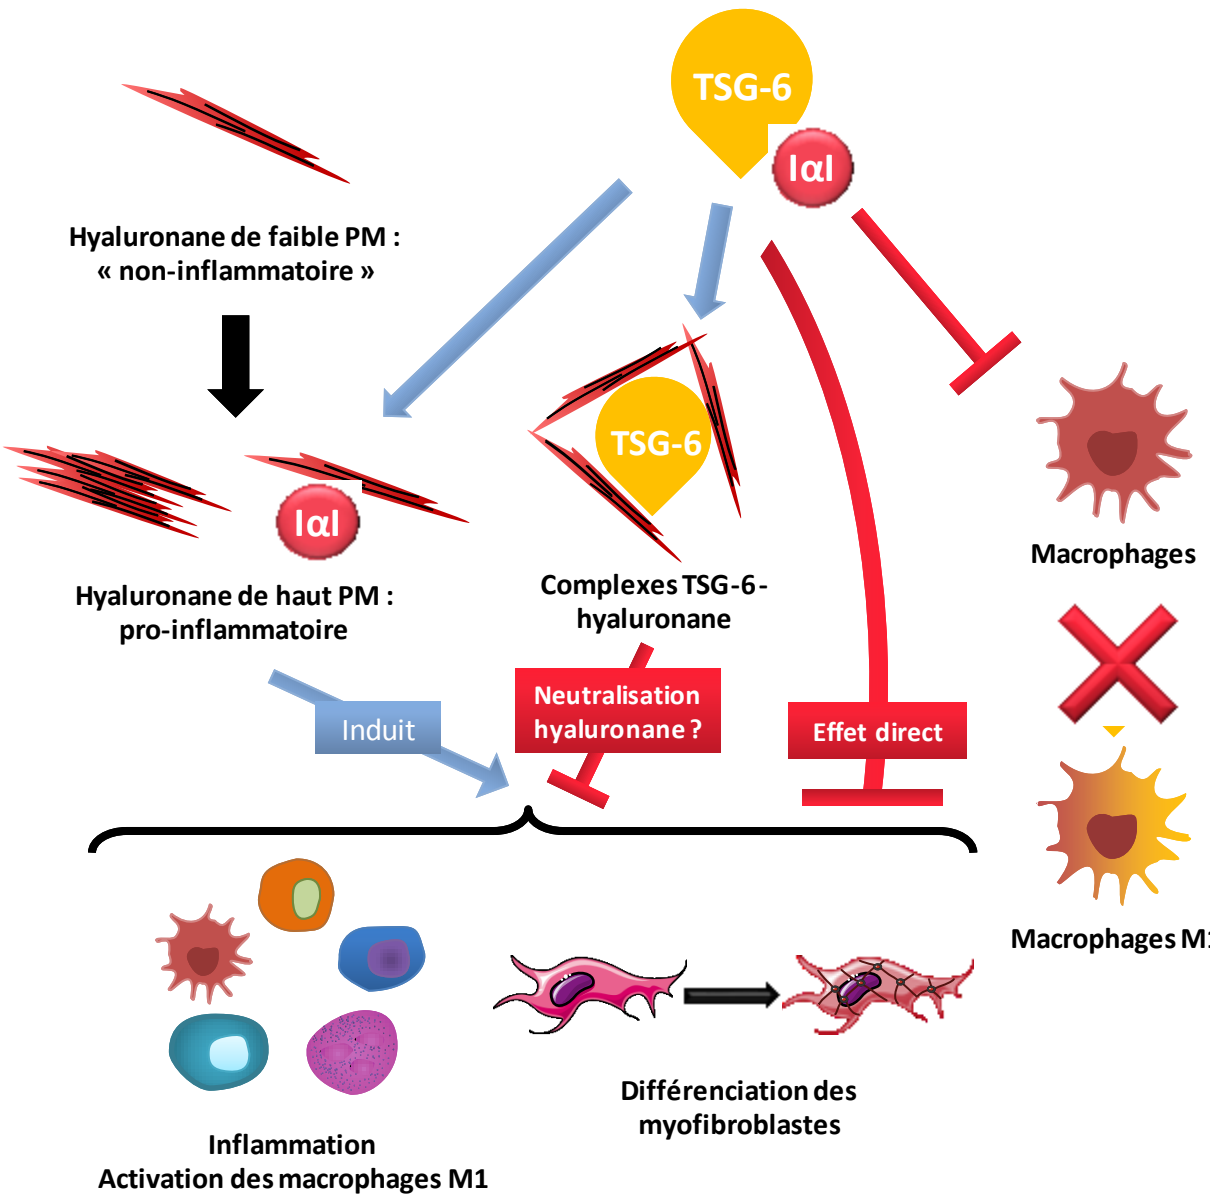 TSG-6
IαI
Hyaluronane de faible PM :
« non-inflammatoire »
TSG-6
IαI
Macrophages
Hyaluronane de haut PM :
pro-inflammatoire
Complexes TSG-6-
hyaluronane
Induit
Neutralisation
hyaluronane ?
Effet direct
Macrophages M1
Différenciation des
myofibroblastes
Inflammation
Activation des macrophages M1